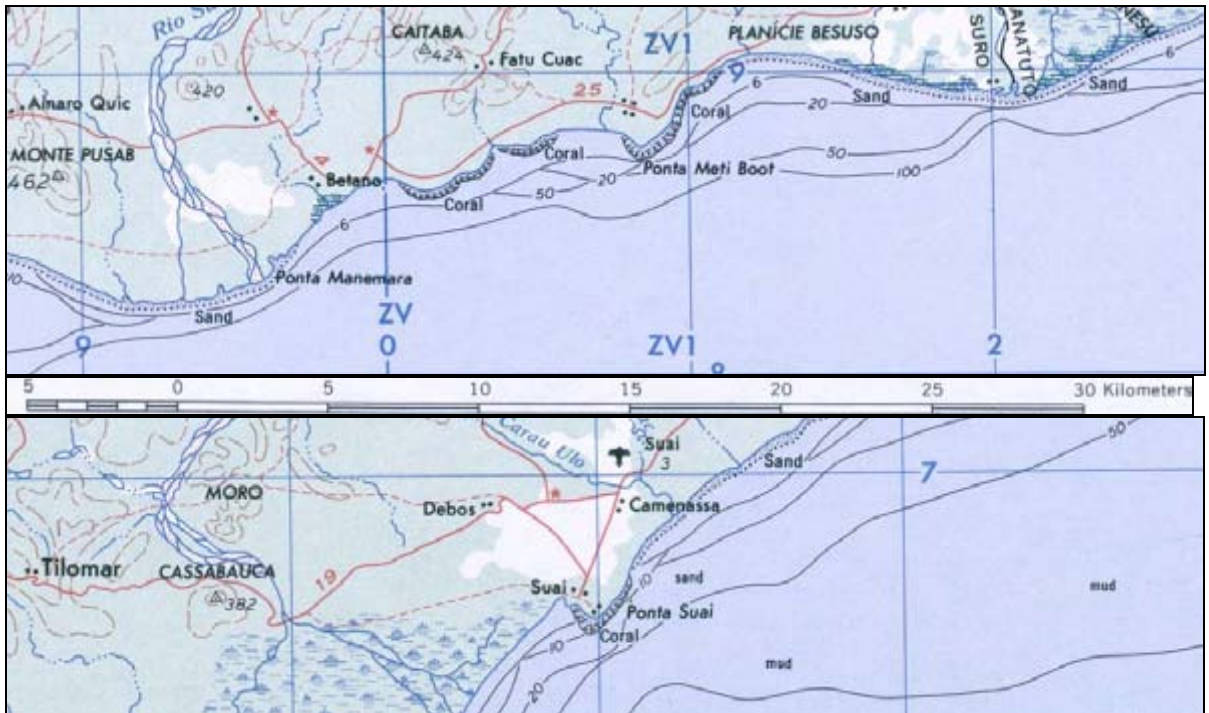 Rio
CAITABA
424
Fatu Cuac
ZV1
PLANÍCIE BESUSO
SURO
ANATUTO
9
6
Sand
Sand
6
20
Coral
25
420
Ainaro Quic
MONTE PUSAB
462
4
Betano
Coral
Coral
20
50
Ponta Meti Boot
50
100
6
Ponta Manemara
Sand
ZV
9
0
ZV1
2
5 0 5 10 15 20 25 30 Kilometers
Carau Ulo
Suai
3
Sand
50
7
MORO
Debos
Camenassa
Tilomar
CASSABAUCA
19
382
Suai
10
sand
mud
Ponta Suai
Coral
10
20
mud